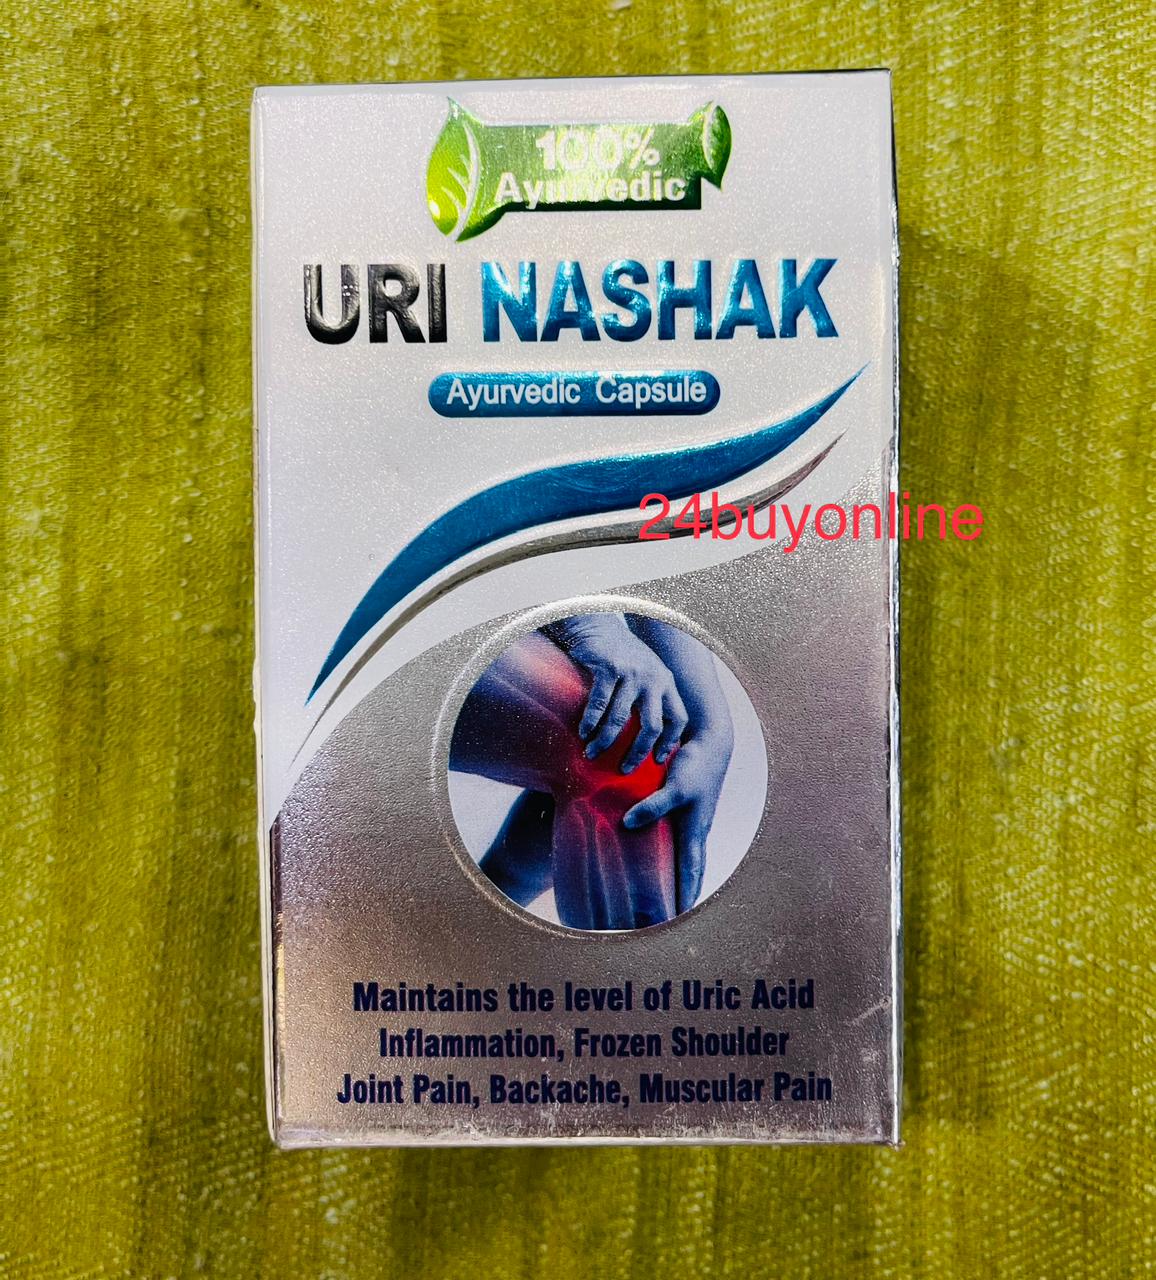 100%
Ayurvedic
URI NASHAK
Ayurvedic Capsule
24buyonline
Maintains the level of Uric Acid
Inflammation, Frozen Shoulder
Joint Pain, Backache, Muscular Pain